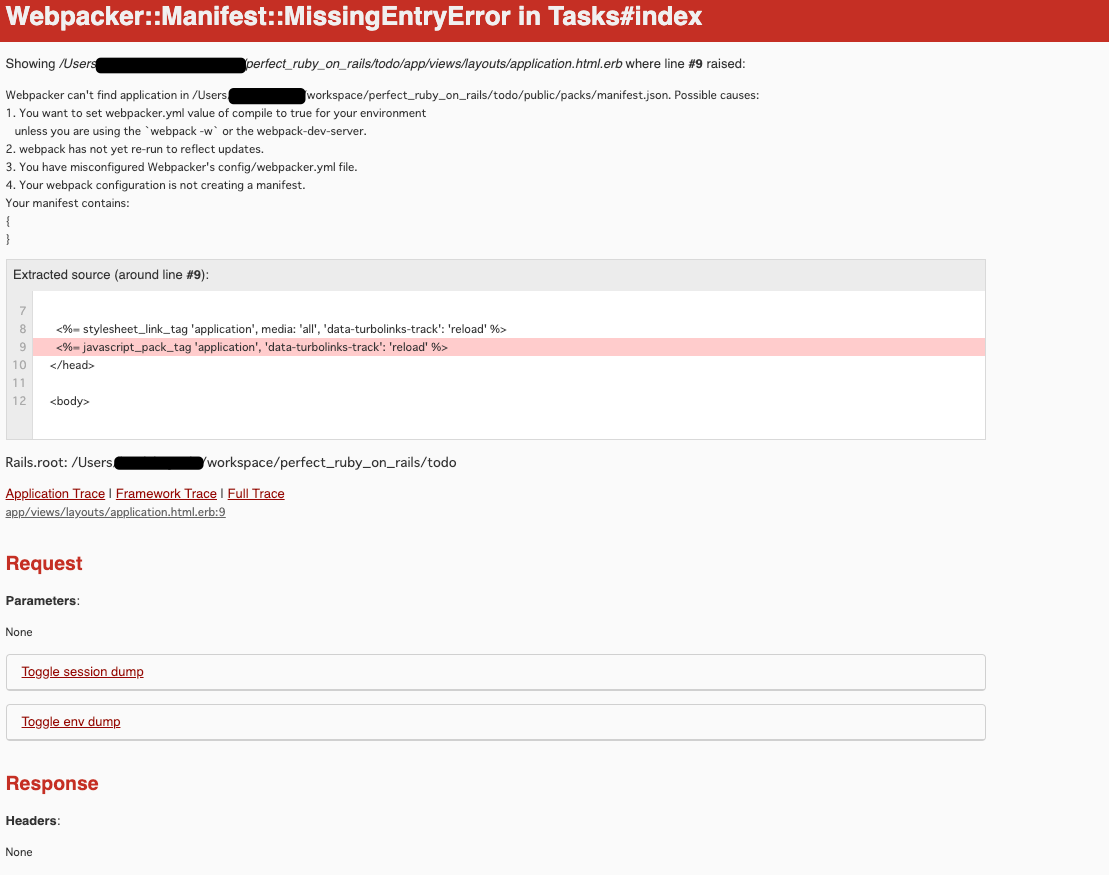 Webpacker::Manifest::MissingEntryError in Tasks#index
Showing /Users perfect_ruby_on_rails/todo/app/views/layouts/application.html.erb where line #9 raised:
Webpacker can't find application in /Users/ workspace/perfect_ruby_on_rails/todo/public/packs/manifest.json. Possible causes:
1. You want to set webpacker.yml value of compile to true for your environment
unless you are using the `webpack -w` or the webpack-dev-server.
2. webpack has not yet re-run to reflect updates.
3. You have misconfigured Webpacker's config/webpacker.yml file.
4. Your webpack configuration is not creating a manifest.
Your manifest contains:
{
}
Extracted source (around line #9):
7
8 <%= stylesheet_link_tag 'application', media: 'all', 'data-turbolinks-track': 'reload' %>
9 <%= javascript_pack_tag 'application', 'data-turbolinks-track': 'reload' %>
10 </head>
11
12 <body>
Rails.root: /Users/ /workspace/perfect_ruby_on_rails/todo
Application Trace | Framework Trace | Full Trace
app/views/layouts/application.html.erb:9
Request
Parameters:
None
Toggle session dump
Toggle env dump
Response
Headers:
None